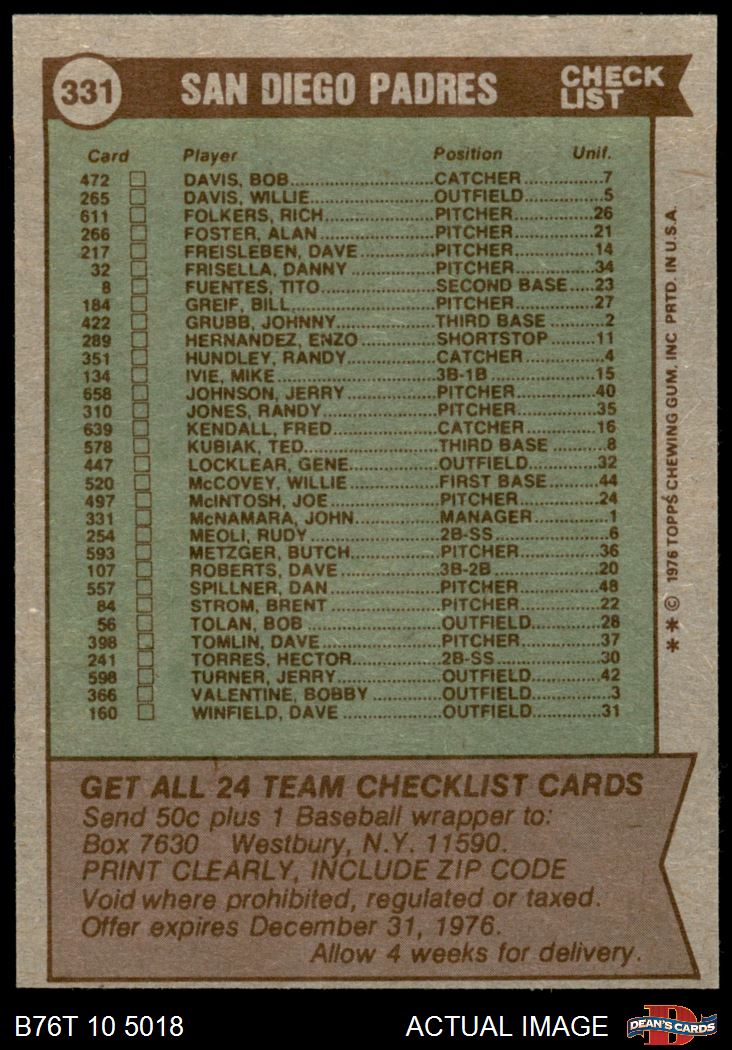 331 SAN DIEGO PADRES CHECK LIST
Card Player Position Unif.
472 DAVIS, BOB CATCHER 7
265 DAVIS, WILLIE OUTFIELD 5
611 FOLKERS, RICH PITCHER 26
266 FOSTER, ALAN PITCHER 21
217 FREISLEBEN, DAVE PITCHER 14
32 FRISELLA, DANNY PITCHER 34
8 FUENTES, TITO SECOND BASE 23
184 GREIF, BILL PITCHER 27
422 GRUBB, JOHNNY THIRD BASE 2
289 HERNANDEZ, ENZO SHORTSTOP 11
351 HUNDLEY, RANDY CATCHER 4
134 IVIE, MIKE 3B-1B 15
658 JOHNSON, JERRY PITCHER 40
310 JONES, RANDY PITCHER 35
639 KENDALL, FRED CATCHER 16
578 KUBIAK, TED THIRD BASE 8
447 LOCKLEAR, GENE OUTFIELD 32
520 McCOVEY, WILLIE FIRST BASE 44
497 McINTOSH, JOE PITCHER 24
331 McNAMARA, JOHN MANAGER 1
254 MEOLI, RUDY 2B-SS 6
593 METZGER, BUTCH PITCHER 36
107 ROBERTS, DAVE 3B-2B 20
557 SPILLNER, DAN PITCHER 48
84 STROM, BRENT PITCHER 22
56 TOLAN, BOB OUTFIELD 28
398 TOMLIN, DAVE PITCHER 37
241 TORRES, HECTOR 2B-SS 30
598 TURNER, JERRY OUTFIELD 42
366 VALENTINE, BOBBY OUTFIELD 3
160 WINFIELD, DAVE OUTFIELD 31
**© 1976 TOPPS CHEWING GUM, INC PRTD. IN U.S.A.
GET ALL 24 TEAM CHECKLIST CARDS
Send 50c plus 1 Baseball wrapper to:
Box 7630 Westbury, N.Y. 11590.
PRINT CLEARLY, INCLUDE ZIP CODE
Void where prohibited, regulated or taxed.
Offer expires December 31, 1976.
Allow 4 weeks for delivery.
B76T 10 5018 ACTUAL IMAGE DEAN'S CARDS